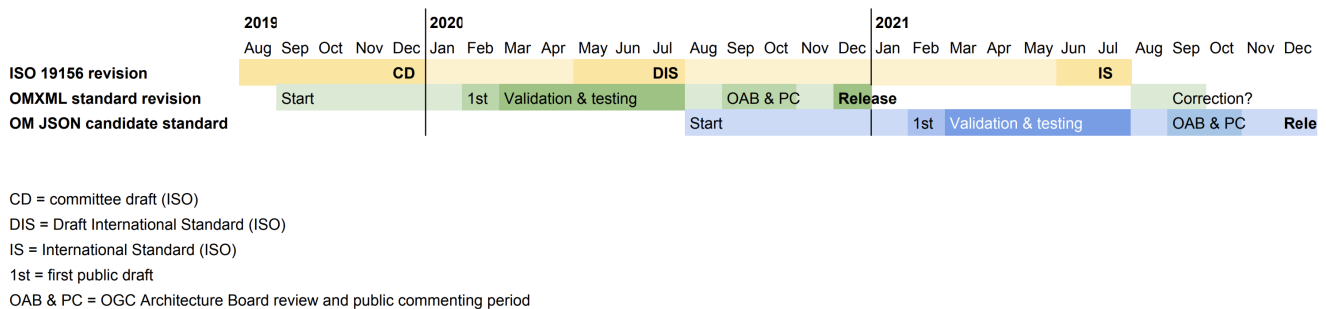 2019 2020 2021
Aug Sep Oct Nov Dec Jan Feb Mar Apr May Jun Jul Aug Sep Oct Nov Dec Jan Feb Mar Apr May Jun Jul Aug Sep Oct Nov Dec
ISO 19156 revision CD DIS IS
OMXML standard revision Start 1st Validation & testing OAB & PC Release Correction?
OM JSON candidate standard Start 1st Validation & testing OAB & PC Rele
CD = committee draft (ISO)
DIS = Draft International Standard (ISO)
IS = International Standard (ISO)
1st = first public draft
OAB & PC = OGC Architecture Board review and public commenting period